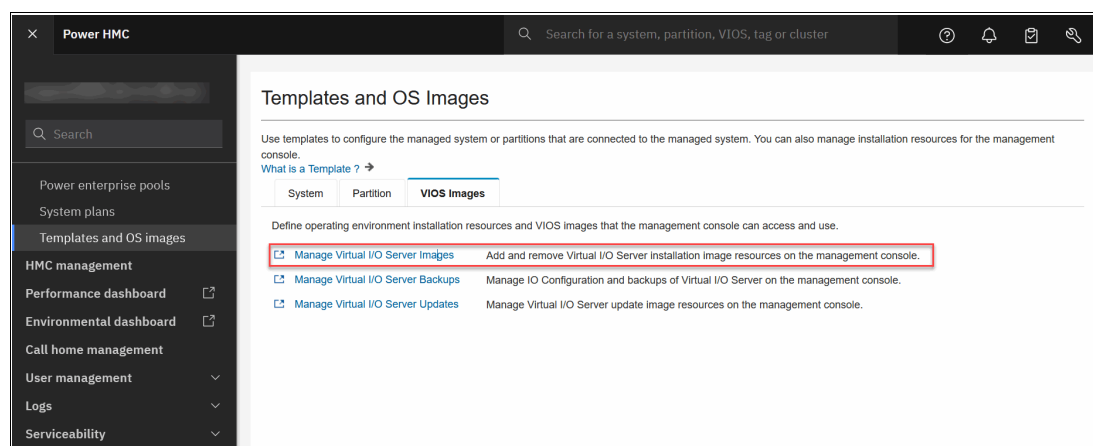 Power HMC
Search for a system, partition, VIOS, tag or cluster
Search
Power enterprise pools
System plans
Templates and OS images
HMC management
Performance dashboard
Environmental dashboard
Call home management
User management
Logs
Serviceability
Templates and OS Images
Use templates to configure the managed system or partitions that are connected to the managed system. You can also manage installation resources for the management
console.
What is a Template ?
System Partition VIOS Images
Define operating environment installation resources and VIOS images that the management console can access and use.
Manage Virtual I/O Server Images Add and remove Virtual I/O Server installation image resources on the management console.
Manage Virtual I/O Server Backups Manage IO Configuration and backups of Virtual I/O Server on the management console.
Manage Virtual I/O Server Updates Manage Virtual I/O Server update image resources on the management console.